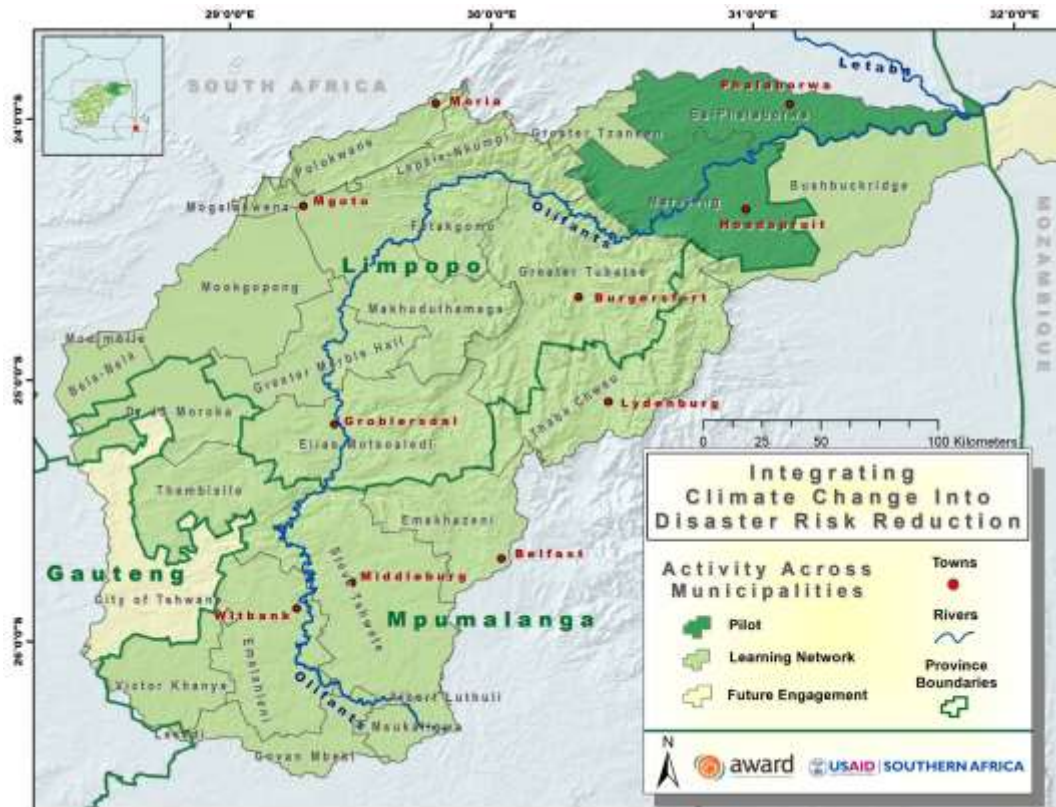 29°0'0"E
30°0'0"E
31°0'0"E
32°0'0"E
24°0'0"S
25°0'0"S
26°0'0"S
SOUTH AFRICA
MOZAMBIQUE
Letaba
Phalaborwa
Ba-Phalaborwa
Moria
Greater Tzaneen
Polokwane
Lepele-Nkumpi
Mogalakwena
Mgoto
Bushbuckridge
Maruleng
Hoedspruit
Olifants
Fetakgomo
Limpopo
Greater Tubatse
Mookgopong
Burgersfort
Makhuduthamaga
Modimolle
Bela-Bela
Greater Marble Hall
Dr JS Moroka
Groblersdal
Elias Motsoaledi
Thaba Chweu
Lydenburg
0 25 50 100 Kilometers
Thembisile
Emakhazeni
Belfast
Gauteng
City of Tshwane
Middleburg
Steve Tshwete
Witbank
Mpumalanga
Emalahleni
Victor Khanye
Olifants
Albert Luthuli
Msukaligwa
Lesedi
Govan Mbeki
Integrating
Climate Change Into
Disaster Risk Reduction
Activity Across
Municipalities
Pilot
Learning Network
Future Engagement
Towns
Rivers
Province
Boundaries
N
award
USAID | SOUTHERN AFRICA